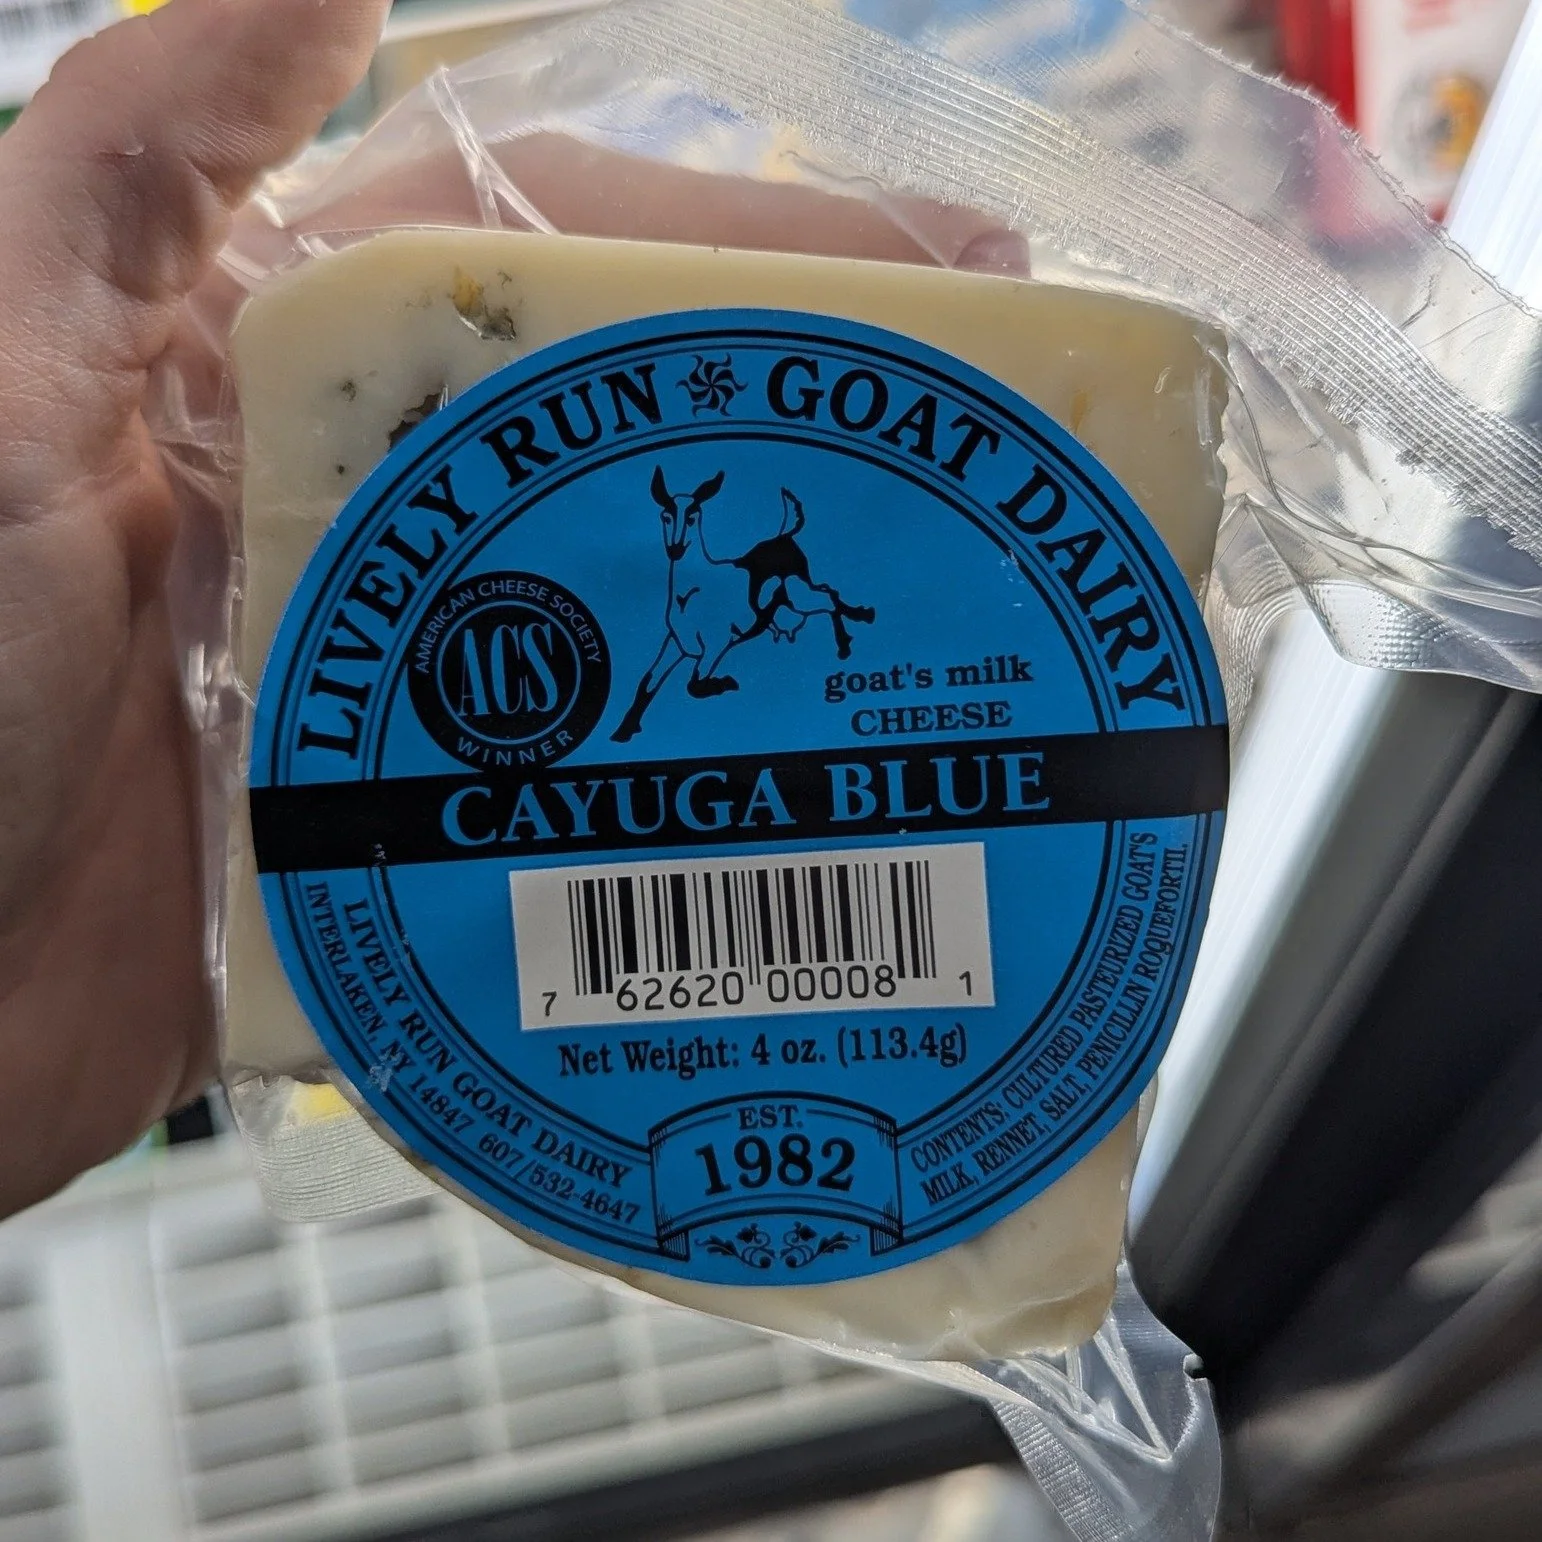 LIVELY RUN GOAT DAIRY
AMERICAN CHEESE SOCIETY
ACS
WINNER
goat's milk
CHEESE
CAYUGA BLUE
7 62620 00008 1
Net Weight: 4 oz. (113.4g)
LIVELY RUN GOAT DAIRY
INTERLAKEN, NY 14847 607/532-4647
EST.
1982
CONTENTS: CULTURED PASTEURIZED GOAT'S
MILK, RENNET, SALT, PENICILLIN ROQUEFORTII.